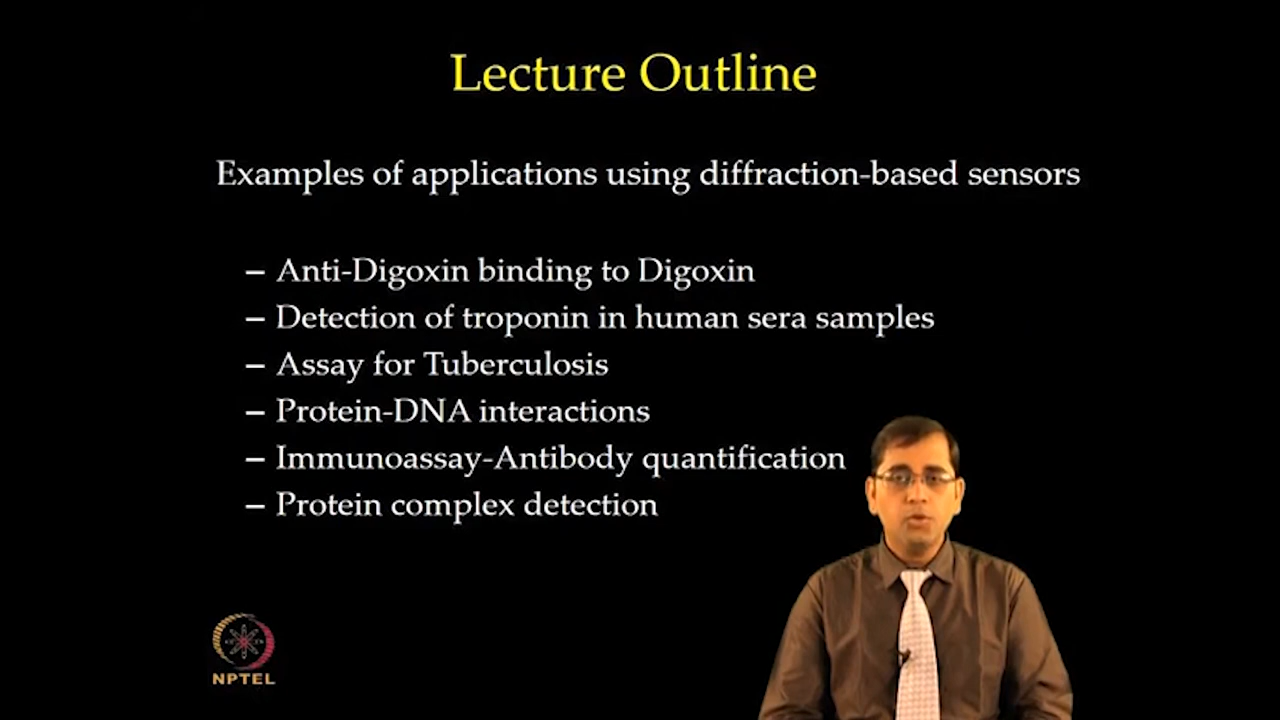 Lecture Outline
Examples of applications using diffraction-based sensors
– Anti-Digoxin binding to Digoxin
– Detection of troponin in human sera samples
– Assay for Tuberculosis
– Protein-DNA interactions
– Immunoassay-Antibody quantification
– Protein complex detection
NPTEL